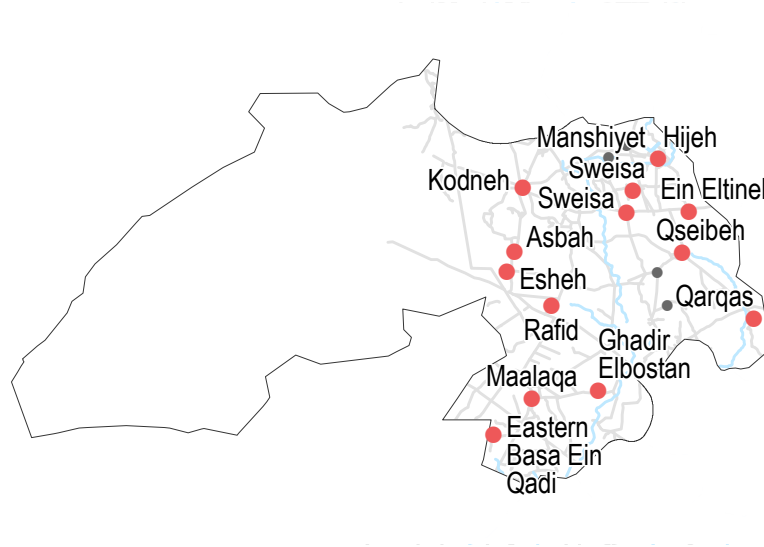 Manshiyet
Hijeh
Sweisa
Kodneh
Sweisa
Ein Eltineh
Qseibeh
Asbah
Esheh
Qarqas
Rafid
Ghadir
Elbostan
Maalaqa
Eastern
Basa Ein
Qadi